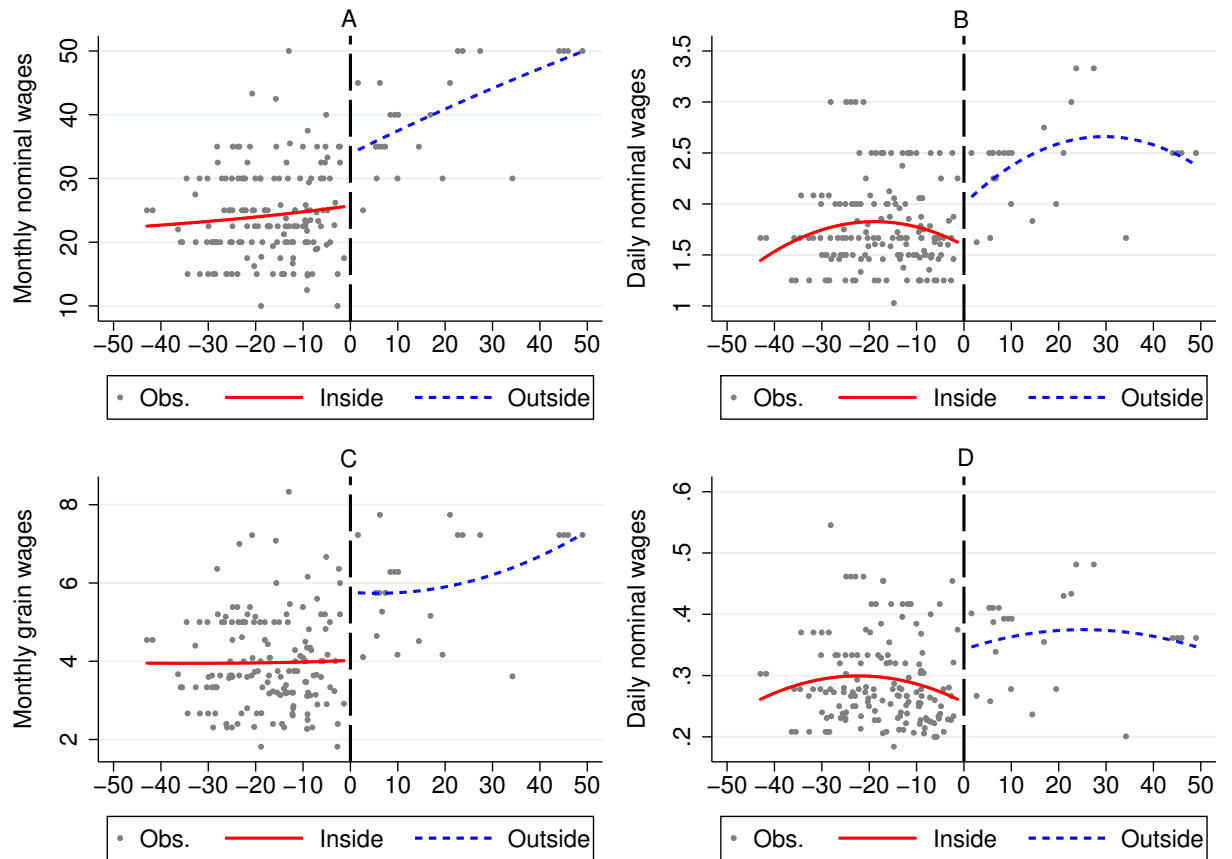 A
Monthly nominal wages
50
40
30
20
10
−50 −40 −30 −20 −10 0 10 20 30 40 50
Obs. Inside Outside
B
Daily nominal wages
3.5
3
2.5
2
1.5
1
−50 −40 −30 −20 −10 0 10 20 30 40 50
Obs. Inside Outside
C
Monthly grain wages
8
6
4
2
−50 −40 −30 −20 −10 0 10 20 30 40 50
Obs. Inside Outside
D
Daily nominal wages
.6
.5
.4
.3
.2
−50 −40 −30 −20 −10 0 10 20 30 40 50
Obs. Inside Outside